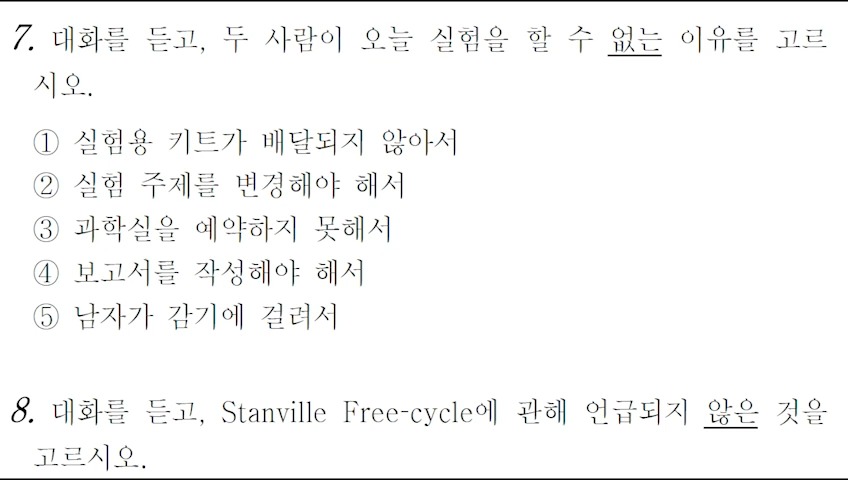 7. 대화를 듣고, 두 사람이 오늘 실험을 할 수 없는 이유를 고르
시오.
① 실험용 키트가 배달되지 않아서
② 실험 주제를 변경해야 해서
③ 과학실을 예약하지 못해서
④ 보고서를 작성해야 해서
⑤ 남자가 감기에 걸려서
8. 대화를 듣고, Stanville Free-cycle에 관해 언급되지 않은 것을
고르시오.